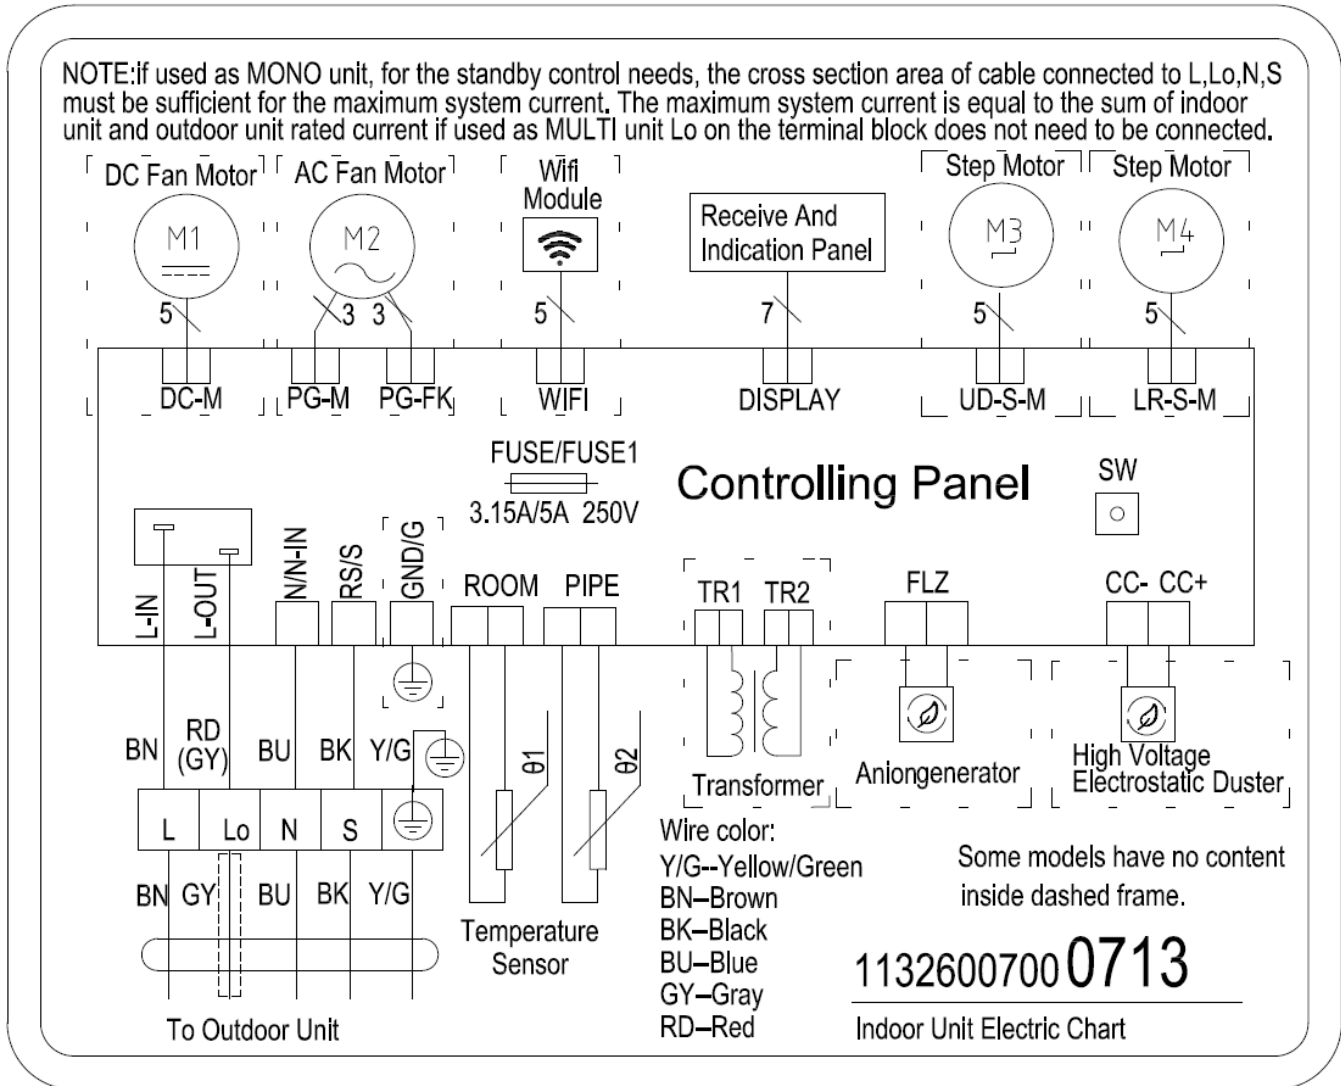 NOTE:if used as MONO unit, for the standby control needs, the cross section area of cable connected to L,Lo,N,S
must be sufficient for the maximum system current. The maximum system current is equal to the sum of indoor
unit and outdoor unit rated current if used as MULTI unit Lo on the terminal block does not need to be connected.
DC Fan Motor
AC Fan Motor
Wifi
Module
Step Motor
Step Motor
M1
M2
Receive And
Indication Panel
M3
M4
5
3 3
5
7
5
5
DC-M
PG-M
PG-FK
WIFI
DISPLAY
UD-S-M
LR-S-M
FUSE/FUSE1
3.15A/5A 250V
Controlling Panel
SW
L-IN
L-OUT
N/N-IN
RS/S
GND/G
ROOM
PIPE
TR1
TR2
FLZ
CC- CC+
BN
RD
(GY)
BU
BK
Y/G
θ1
θ2
Transformer
Aniongenerator
High Voltage
Electrostatic Duster
L
Lo
N
S
BN
GY
BU
BK
Y/G
Temperature
Sensor
To Outdoor Unit
Wire color:
Y/G--Yellow/Green
BN–Brown
BK–Black
BU–Blue
GY–Gray
RD–Red
Some models have no content
inside dashed frame.
1132600700 0713
Indoor Unit Electric Chart